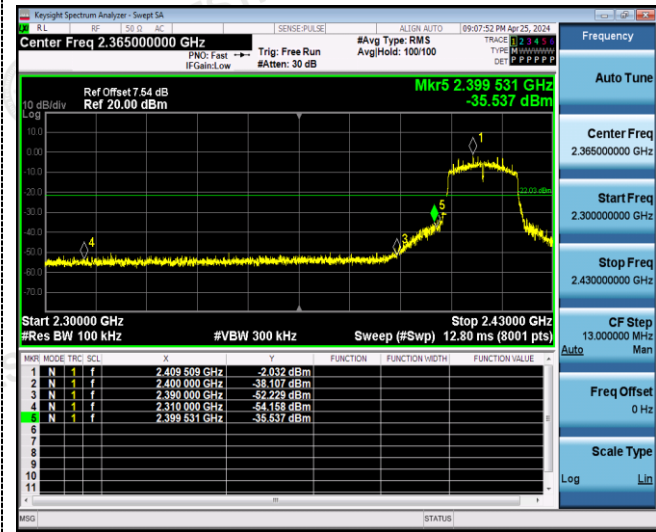 Keysight Spectrum Analyzer - Swept SA
RL RF 50 Ω AC SENSE:PULSE ALIGN AUTO 09:07:52 PM Apr 25, 2024
Center Freq 2.365000000 GHz
PNO: Fast
IFGain:Low
Trig: Free Run
#Atten: 30 dB
#Avg Type: RMS
Avg|Hold: 100/100
TRACE 1 2 3 4 5 6
TYPE M WWWWW
DET P P P P P P
Ref Offset 7.54 dB
Ref 20.00 dBm
10 dB/div
Log
Mkr5 2.399 531 GHz
-35.537 dBm
10.0
0.00
-10.0
-20.0
-30.0
-40.0
-50.0
-60.0
-70.0
1
5
3
4
-22.03 dBm
Start 2.30000 GHz Stop 2.43000 GHz
#Res BW 100 kHz #VBW 300 kHz Sweep (#Swp) 12.80 ms (8001 pts)
MKR MODE TRC SCL X Y FUNCTION FUNCTION WIDTH FUNCTION VALUE
1 N 1 f 2.409 509 GHz -2.032 dBm
2 N 1 f 2.400 000 GHz -38.107 dBm
3 N 1 f 2.390 000 GHz -52.229 dBm
4 N 1 f 2.310 000 GHz -54.158 dBm
5 N 1 f 2.399 531 GHz -35.537 dBm
6
7
8
9
10
11
MSG STATUS
Frequency
Auto Tune
Center Freq
2.365000000 GHz
Start Freq
2.300000000 GHz
Stop Freq
2.430000000 GHz
CF Step
13.000000 MHz
Auto Man
Freq Offset
0 Hz
Scale Type
Log Lin